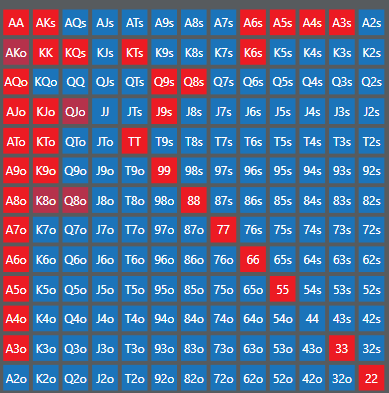 AA AKs AQs AJs ATs A9s A8s A7s A6s A5s A4s A3s A2s
AKo KK KQs KJs KTs K9s K8s K7s K6s K5s K4s K3s K2s
AQo KQo QQ QJs QTs Q9s Q8s Q7s Q6s Q5s Q4s Q3s Q2s
AJo KJo QJo JJ JTs J9s J8s J7s J6s J5s J4s J3s J2s
ATo KTo QTo JTo TT T9s T8s T7s T6s T5s T4s T3s T2s
A9o K9o Q9o J9o T9o 99 98s 97s 96s 95s 94s 93s 92s
A8o K8o Q8o J8o T8o 98o 88 87s 86s 85s 84s 83s 82s
A7o K7o Q7o J7o T7o 97o 87o 77 76s 75s 74s 73s 72s
A6o K6o Q6o J6o T6o 96o 86o 76o 66 65s 64s 63s 62s
A5o K5o Q5o J5o T5o 95o 85o 75o 65o 55 54s 53s 52s
A4o K4o Q4o J4o T4o 94o 84o 74o 64o 54o 44 43s 42s
A3o K3o Q3o J3o T3o 93o 83o 73o 63o 53o 43o 33 32s
A2o K2o Q2o J2o T2o 92o 82o 72o 62o 52o 42o 32o 22